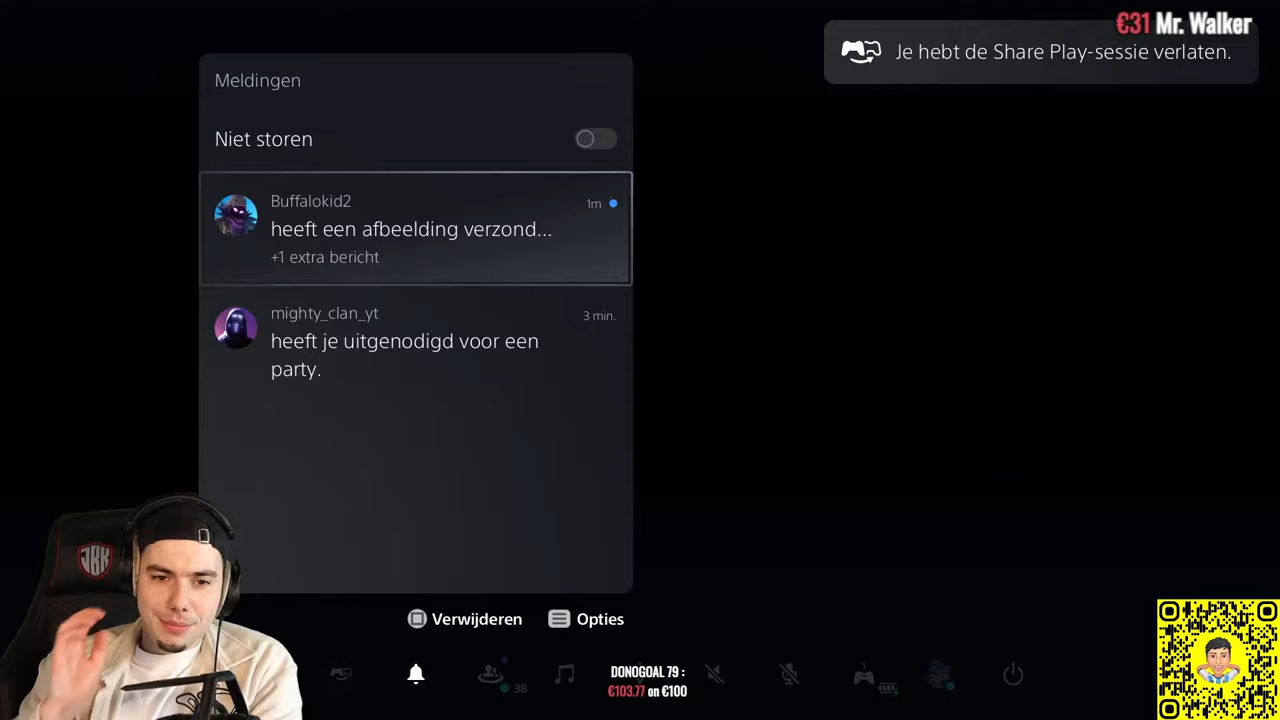 €31 Mr. Walker
Je hebt de Share Play-sessie verlaten.
Meldingen
Niet storen
Buffalokid2
1m
heeft een afbeelding verzond...
+1 extra bericht
mighty_clan_yt
3 min.
heeft je uitgenodigd voor een
party.
Verwijderen
Opties
38
DONOGOAL 79 :
€103.77 on €100
JBK